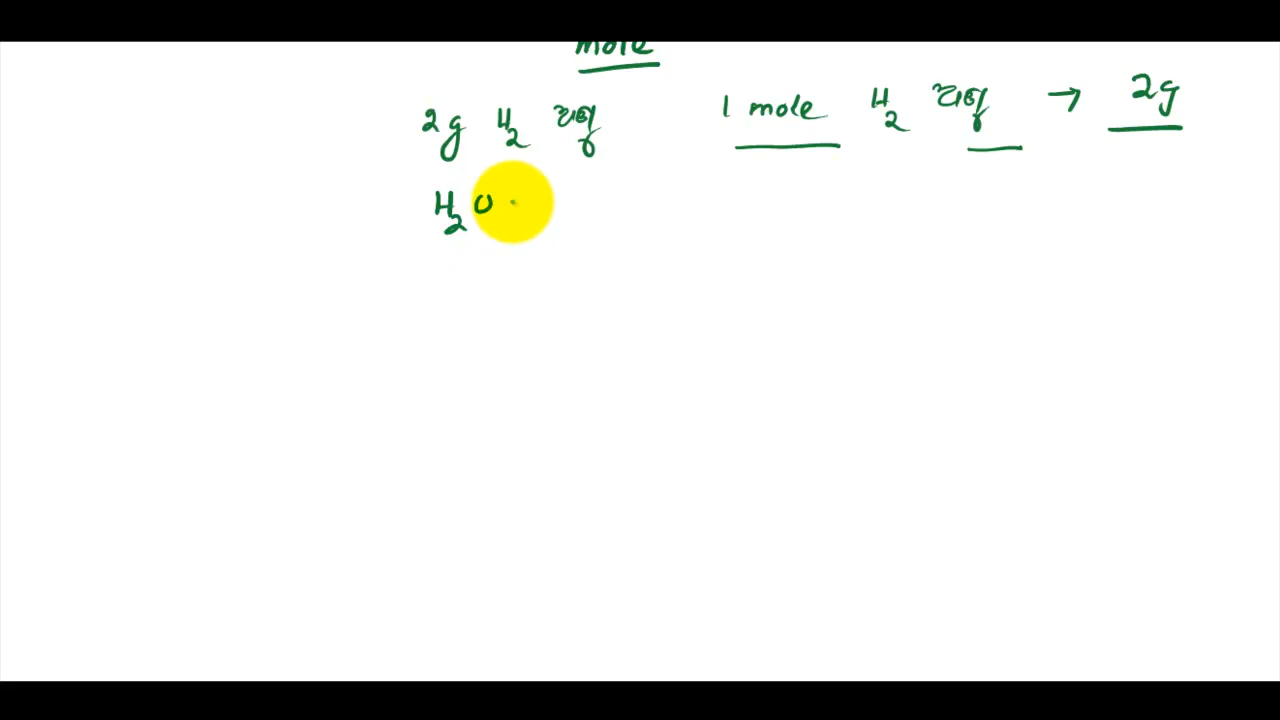 mole
2g H₂
1 mole H₂ → 2g
H₂O